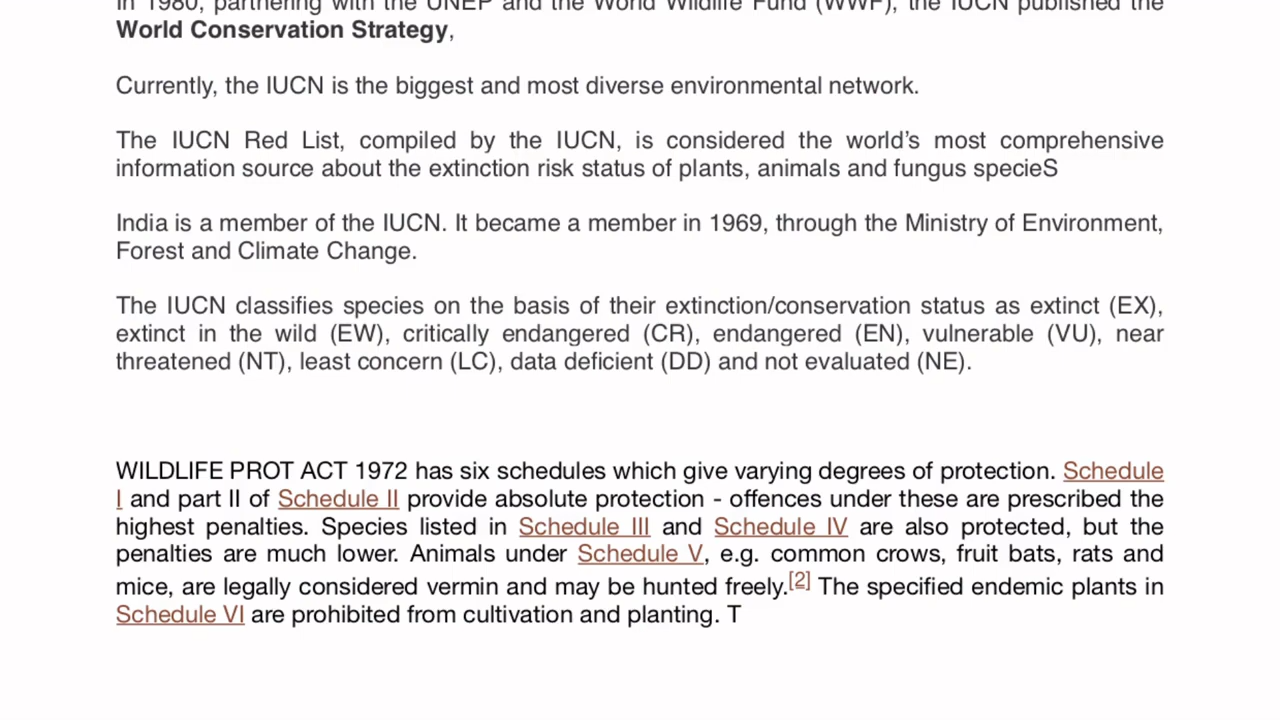 In 1980, partnering with the UNEP and the World Wildlife Fund (WWF), the IUCN published the
World Conservation Strategy,
Currently, the IUCN is the biggest and most diverse environmental network.
The IUCN Red List, compiled by the IUCN, is considered the world’s most comprehensive
information source about the extinction risk status of plants, animals and fungus specieS
India is a member of the IUCN. It became a member in 1969, through the Ministry of Environment,
Forest and Climate Change.
The IUCN classifies species on the basis of their extinction/conservation status as extinct (EX),
extinct in the wild (EW), critically endangered (CR), endangered (EN), vulnerable (VU), near
threatened (NT), least concern (LC), data deficient (DD) and not evaluated (NE).
WILDLIFE PROT ACT 1972 has six schedules which give varying degrees of protection. Schedule
I and part II of Schedule II provide absolute protection - offences under these are prescribed the
highest penalties. Species listed in Schedule III and Schedule IV are also protected, but the
penalties are much lower. Animals under Schedule V, e.g. common crows, fruit bats, rats and
mice, are legally considered vermin and may be hunted freely.[2] The specified endemic plants in
Schedule VI are prohibited from cultivation and planting. T